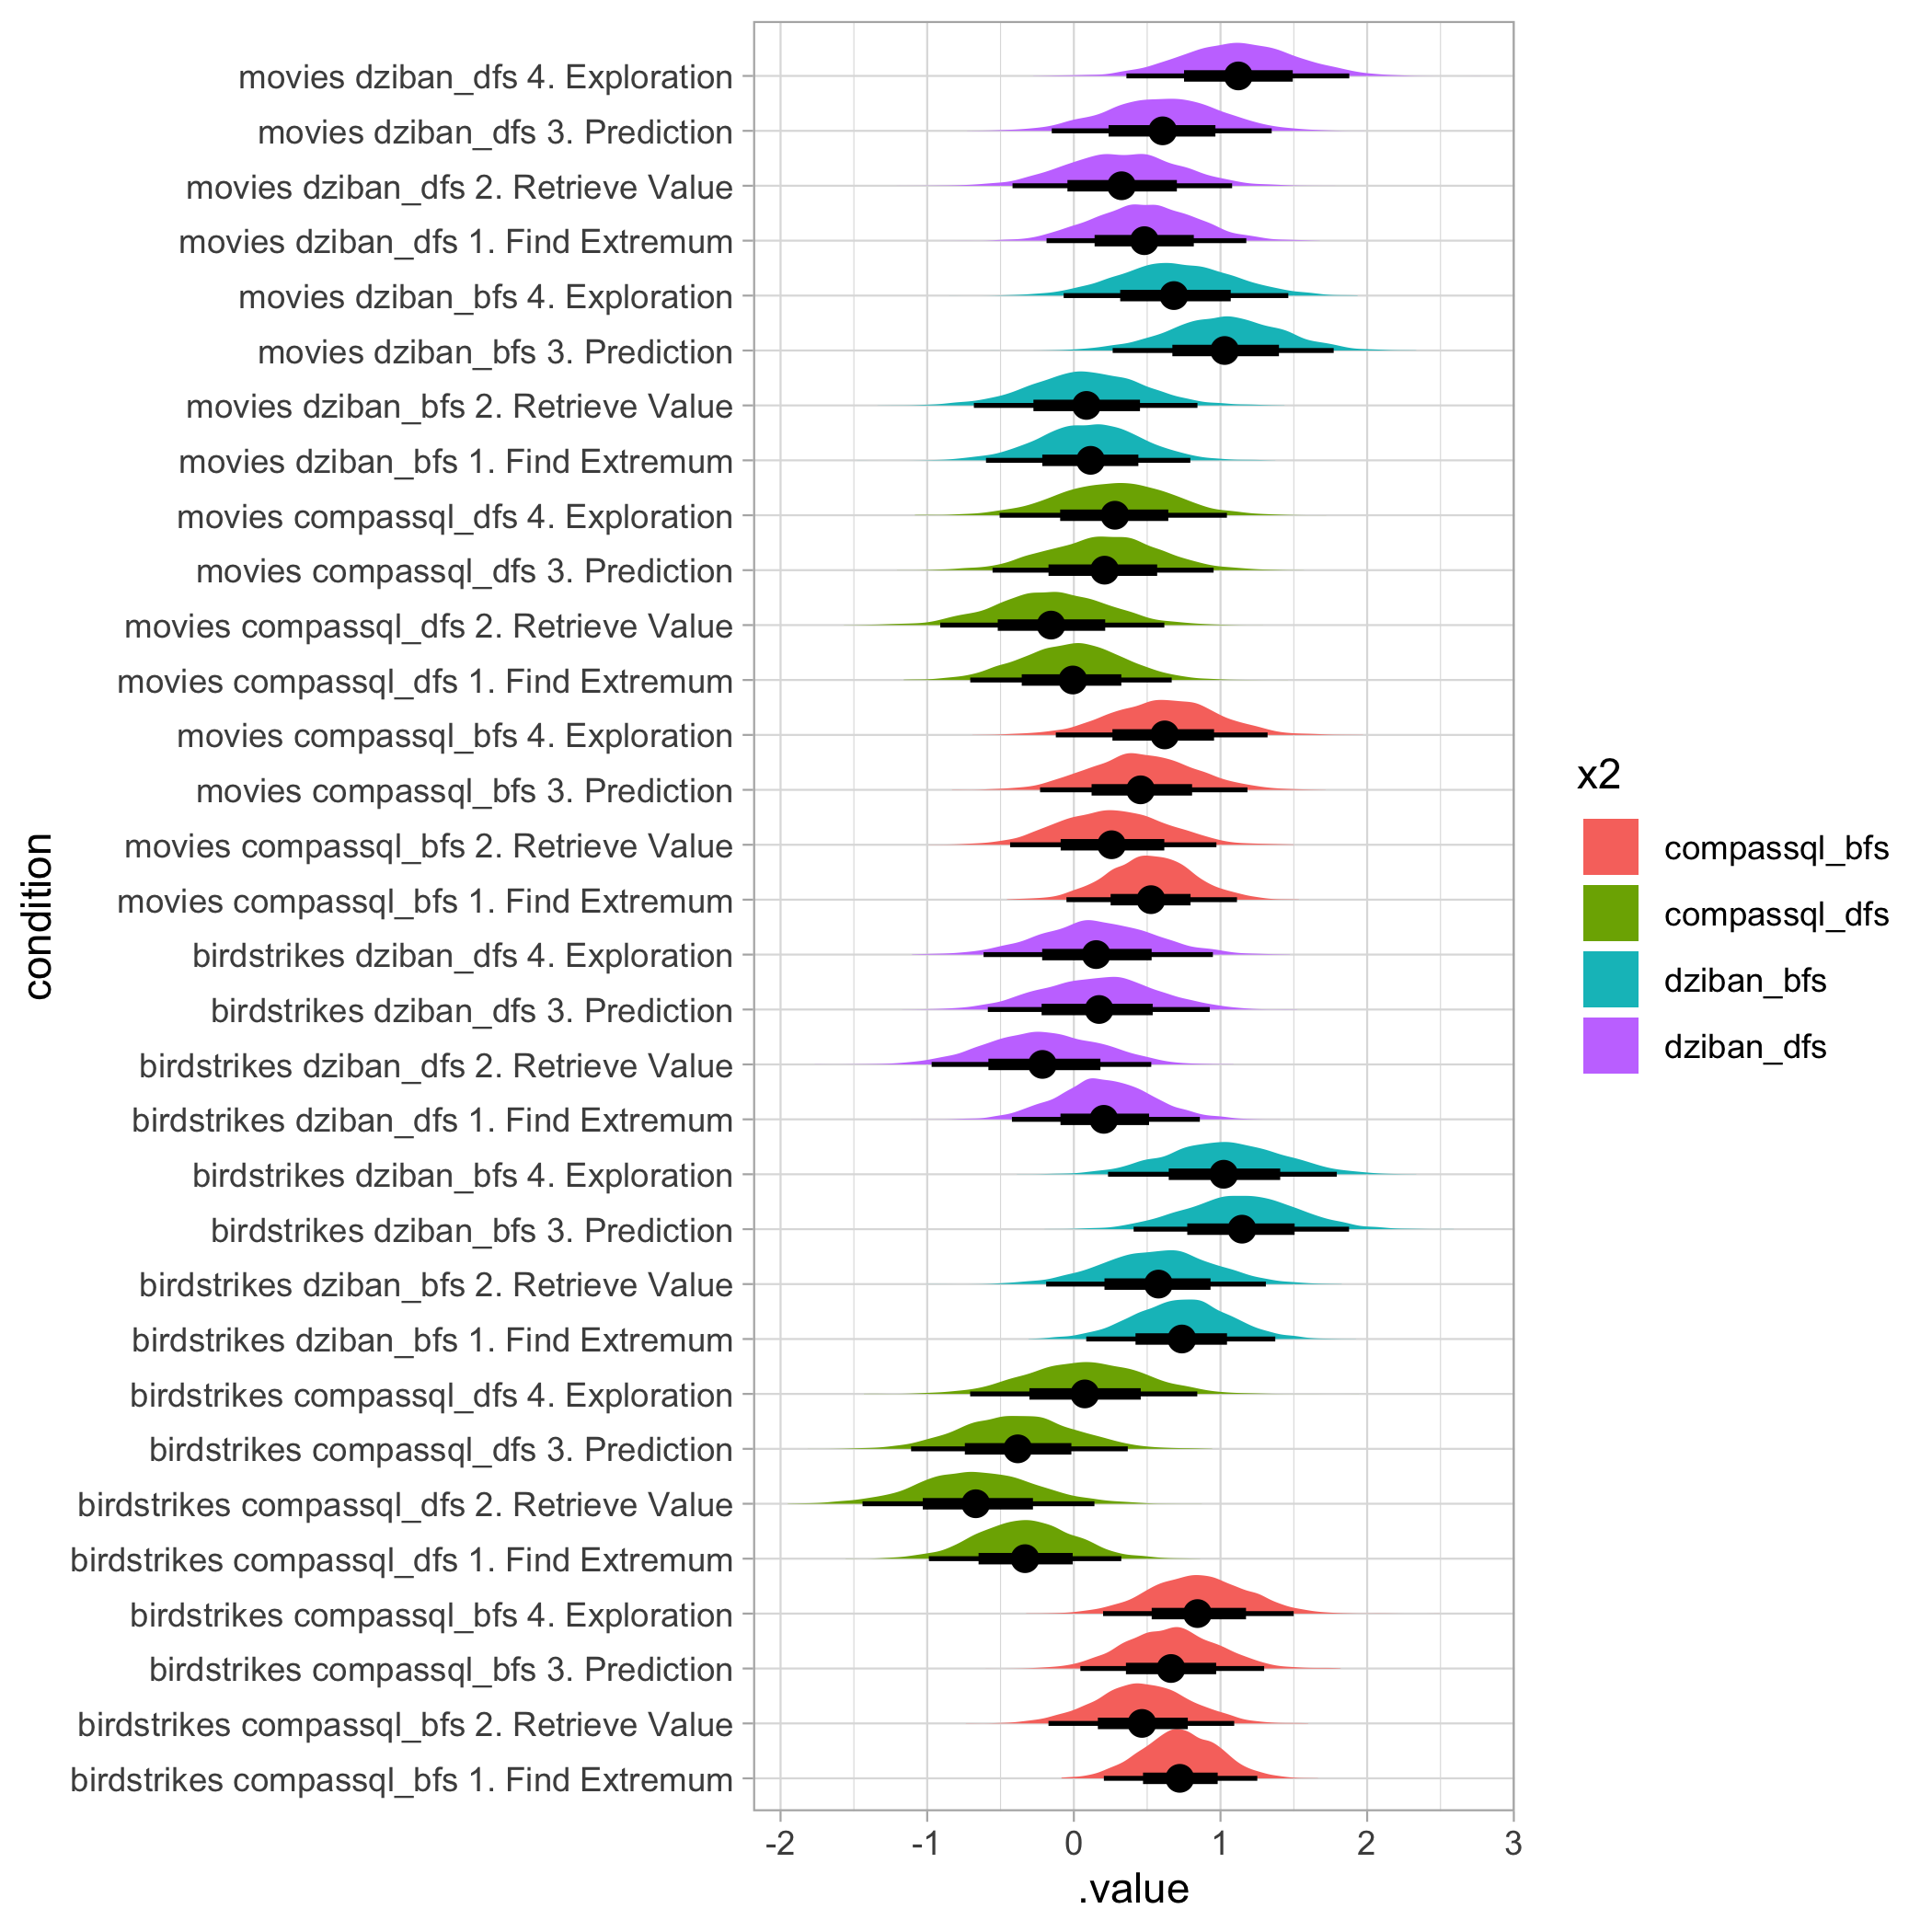 movies dziban_dfs 4. Exploration
movies dziban_dfs 3. Prediction
movies dziban_dfs 2. Retrieve Value
movies dziban_dfs 1. Find Extremum
movies dziban_bfs 4. Exploration
movies dziban_bfs 3. Prediction
movies dziban_bfs 2. Retrieve Value
movies dziban_bfs 1. Find Extremum
movies compassql_dfs 4. Exploration
movies compassql_dfs 3. Prediction
movies compassql_dfs 2. Retrieve Value
movies compassql_dfs 1. Find Extremum
movies compassql_bfs 4. Exploration
movies compassql_bfs 3. Prediction
movies compassql_bfs 2. Retrieve Value
movies compassql_bfs 1. Find Extremum
birdstrikes dziban_dfs 4. Exploration
birdstrikes dziban_dfs 3. Prediction
birdstrikes dziban_dfs 2. Retrieve Value
birdstrikes dziban_dfs 1. Find Extremum
birdstrikes dziban_bfs 4. Exploration
birdstrikes dziban_bfs 3. Prediction
birdstrikes dziban_bfs 2. Retrieve Value
birdstrikes dziban_bfs 1. Find Extremum
birdstrikes compassql_dfs 4. Exploration
birdstrikes compassql_dfs 3. Prediction
birdstrikes compassql_dfs 2. Retrieve Value
birdstrikes compassql_dfs 1. Find Extremum
birdstrikes compassql_bfs 4. Exploration
birdstrikes compassql_bfs 3. Prediction
birdstrikes compassql_bfs 2. Retrieve Value
birdstrikes compassql_bfs 1. Find Extremum
condition
-2 -1 0 1 2 3
.value
x2
compassql_bfs
compassql_dfs
dziban_bfs
dziban_dfs